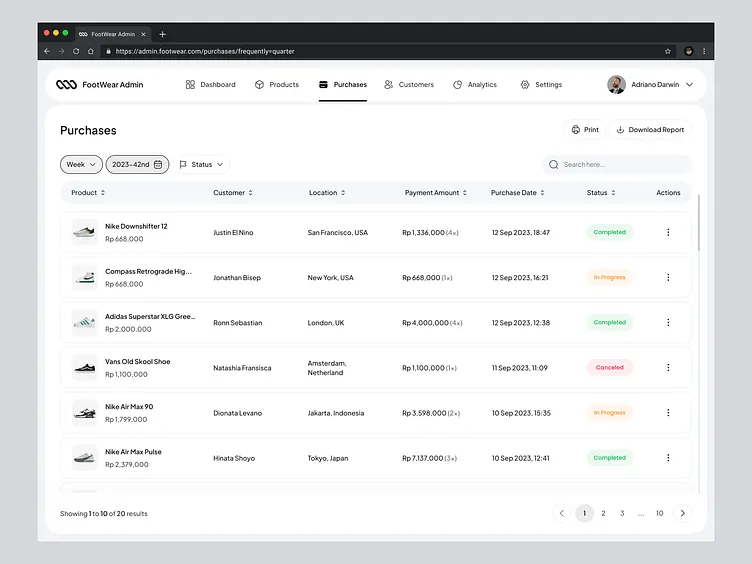 FootWear Admin
https://admin.footwear.com/purchases/frequently=quarter
FootWear Admin
Dashboard
Products
Purchases
Customers
Analytics
Settings
Adriano Darwin
Purchases
Print
Download Report
Week
2023-42nd
Status
Search here...
Product
Customer
Location
Payment Amount
Purchase Date
Status
Actions
Nike Downshifter 12
Rp 668,000
Justin El Nino
San Francisco, USA
Rp 1,336,000 (4x)
12 Sep 2023, 18:47
Completed
Compass Retrograde Hig...
Rp 668,000
Jonathan Bisep
New York, USA
Rp 668,000 (1x)
12 Sep 2023, 16:21
In Progress
Adidas Superstar XLG Gree...
Rp 2,000,000
Ronn Sebastian
London, UK
Rp 4,000,000 (4x)
12 Sep 2023, 12:38
Completed
Vans Old Skool Shoe
Rp 1,100,000
Natashia Fransisca
Amsterdam,
Netherland
Rp 1,100,000 (1x)
11 Sep 2023, 11:09
Canceled
Nike Air Max 90
Rp 1,799,000
Dionata Levano
Jakarta, Indonesia
Rp 3,598,000 (2x)
10 Sep 2023, 15:35
In Progress
Nike Air Max Pulse
Rp 2,379,000
Hinata Shoyo
Tokyo, Japan
Rp 7,137,000 (3x)
10 Sep 2023, 12:41
Completed
Showing 1 to 10 of 20 results
1 2 3 ... 10